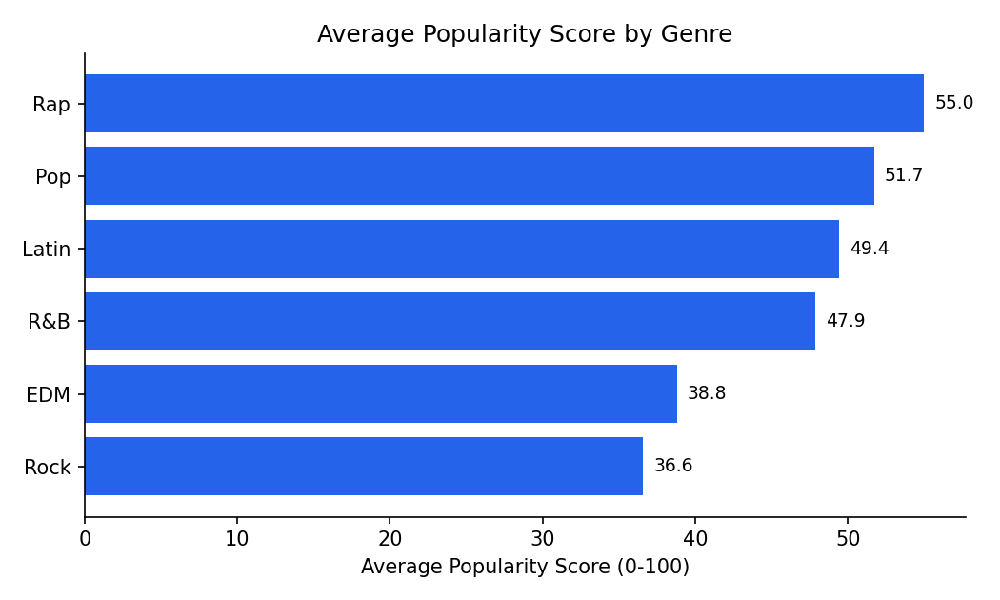 Average Popularity Score by Genre
Rap 55.0
Pop 51.7
Latin 49.4
R&B 47.9
EDM 38.8
Rock 36.6
0 10 20 30 40 50
Average Popularity Score (0-100)